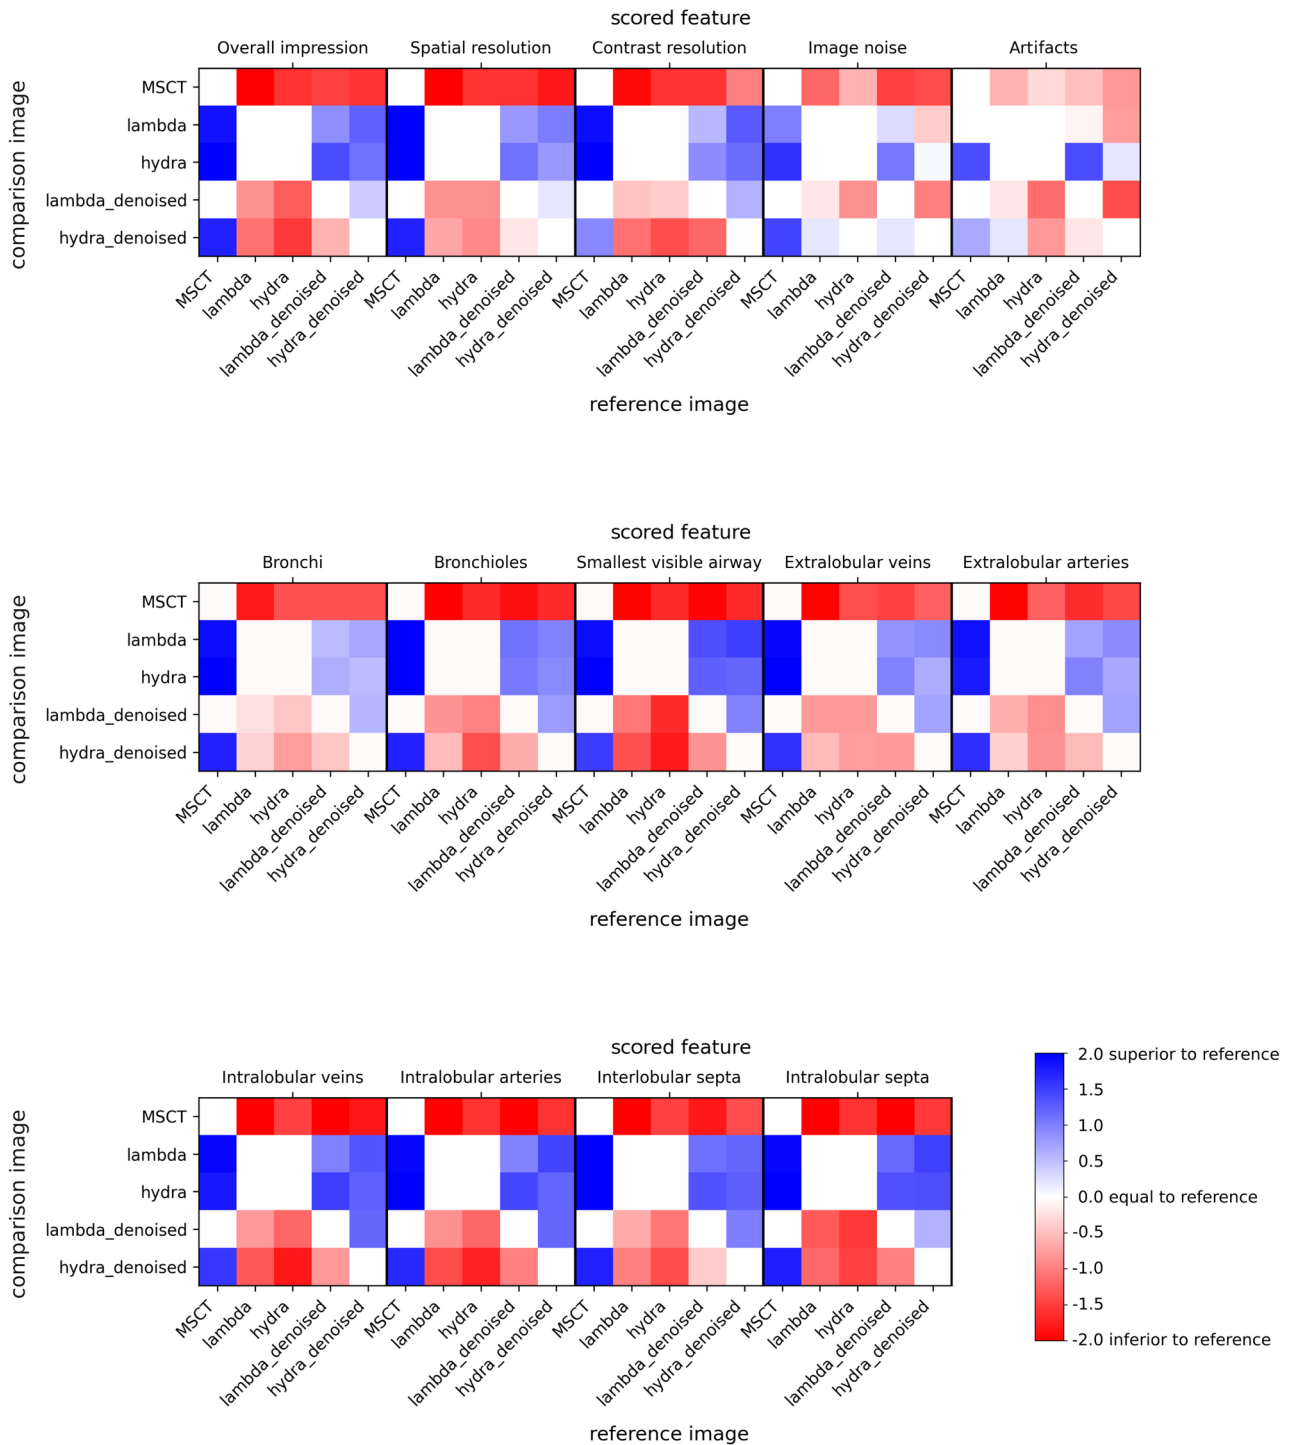 scored feature
Overall impression Spatial resolution Contrast resolution Image noise Artifacts
comparison image
MSCT
lambda
hydra
lambda_denoised
hydra_denoised
MSCT lambda hydra lambda_denoised hydra_denoised MSCT lambda hydra lambda_denoised hydra_denoised MSCT lambda hydra lambda_denoised hydra_denoised MSCT lambda hydra lambda_denoised hydra_denoised MSCT lambda hydra lambda_denoised hydra_denoised
reference image
scored feature
Bronchi Bronchioles Smallest visible airway Extralobular veins Extralobular arteries
comparison image
MSCT
lambda
hydra
lambda_denoised
hydra_denoised
MSCT lambda hydra lambda_denoised hydra_denoised MSCT lambda hydra lambda_denoised hydra_denoised MSCT lambda hydra lambda_denoised hydra_denoised MSCT lambda hydra lambda_denoised hydra_denoised MSCT lambda hydra lambda_denoised hydra_denoised
reference image
scored feature
Intralobular veins Intralobular arteries Interlobular septa Intralobular septa
comparison image
MSCT
lambda
hydra
lambda_denoised
hydra_denoised
MSCT lambda hydra lambda_denoised hydra_denoised MSCT lambda hydra lambda_denoised hydra_denoised MSCT lambda hydra lambda_denoised hydra_denoised MSCT lambda hydra lambda_denoised hydra_denoised
reference image
2.0 superior to reference
1.5
1.0
0.5
0.0 equal to reference
-0.5
-1.0
-1.5
-2.0 inferior to reference